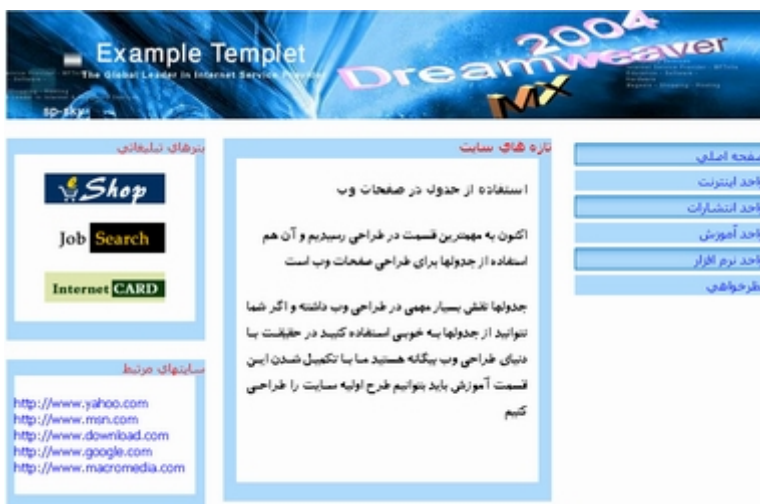 Example Templet
The Global Leader in Internet Service Provider
sp-sky
2004
Dreamweaver
MX
صفحه اصلی
واحد اینترنت
واحد انتشارات
واحد آموزش
واحد نرم افزار
نظرخواهی
تازه های سایت
استفاده از جدول در صفحات وب
اکنون به مهمترین قسمت در طراحی رسیدیم و آن هم
استفاده از جدولها برای طراحی صفحات وب است
جدولها نقش بسیار مهمی در طراحی وب داشته و اگر شما
نتوانید از جدولها به خوبی استفاده کنید در حقیقت با
دنیای طراحی وب بیگانه هستید ما با تکمیل شدن این
قسمت آموزش باید بتوانیم طرح اولیه سایت را طراحی
کنیم
بنرهای تبلیغاتی
Shop
Job Search
Internet CARD
سایتهای مرتبط
http://www.yahoo.com
http://www.msn.com
http://www.download.com
http://www.google.com
http://www.macromedia.com